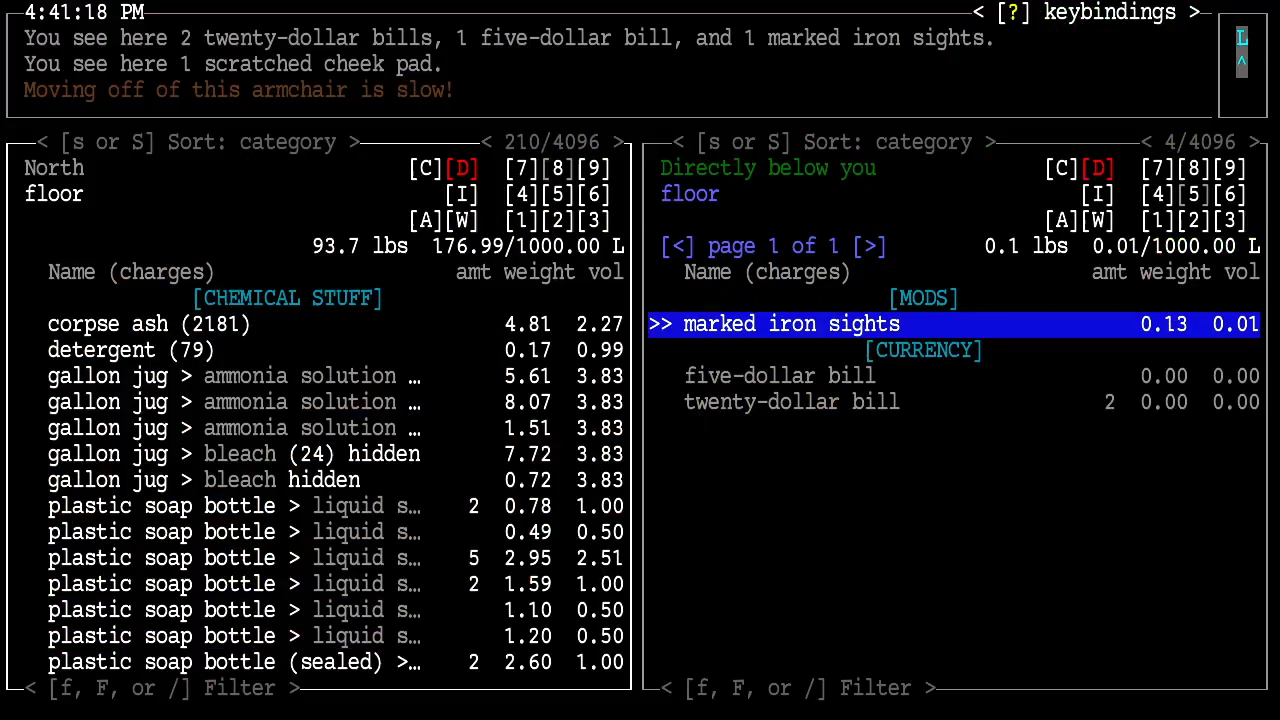 4:41:18 PM < [?] keybindings >
You see here 2 twenty-dollar bills, 1 five-dollar bill, and 1 marked iron sights.
You see here 1 scratched cheek pad.
Moving off of this armchair is slow!
L
^
< [s or S] Sort: category > < 210/4096 >
North [C][D] [7][8][9]
floor [I] [4][5][6]
[A][W] [1][2][3]
93.7 lbs 176.99/1000.00 L
Name (charges) amt weight vol
[CHEMICAL STUFF]
corpse ash (2181) 4.81 2.27
detergent (79) 0.17 0.99
gallon jug > ammonia solution … 5.61 3.83
gallon jug > ammonia solution … 8.07 3.83
gallon jug > ammonia solution … 1.51 3.83
gallon jug > bleach (24) hidden 7.72 3.83
gallon jug > bleach hidden 0.72 3.83
plastic soap bottle > liquid s… 2 0.78 1.00
plastic soap bottle > liquid s… 0.49 0.50
plastic soap bottle > liquid s… 5 2.95 2.51
plastic soap bottle > liquid s… 2 1.59 1.00
plastic soap bottle > liquid s… 1.10 0.50
plastic soap bottle > liquid s… 1.20 0.50
plastic soap bottle (sealed) >… 2 2.60 1.00
< [f, F, or /] Filter >
< [s or S] Sort: category > < 4/4096 >
Directly below you [C][D] [7][8][9]
floor [I] [4][5][6]
[A][W] [1][2][3]
[<] page 1 of 1 [>] 0.1 lbs 0.01/1000.00 L
Name (charges) amt weight vol
[MODS]
>> marked iron sights 0.13 0.01
[CURRENCY]
five-dollar bill 0.00 0.00
twenty-dollar bill 2 0.00 0.00
< [f, F, or /] Filter >